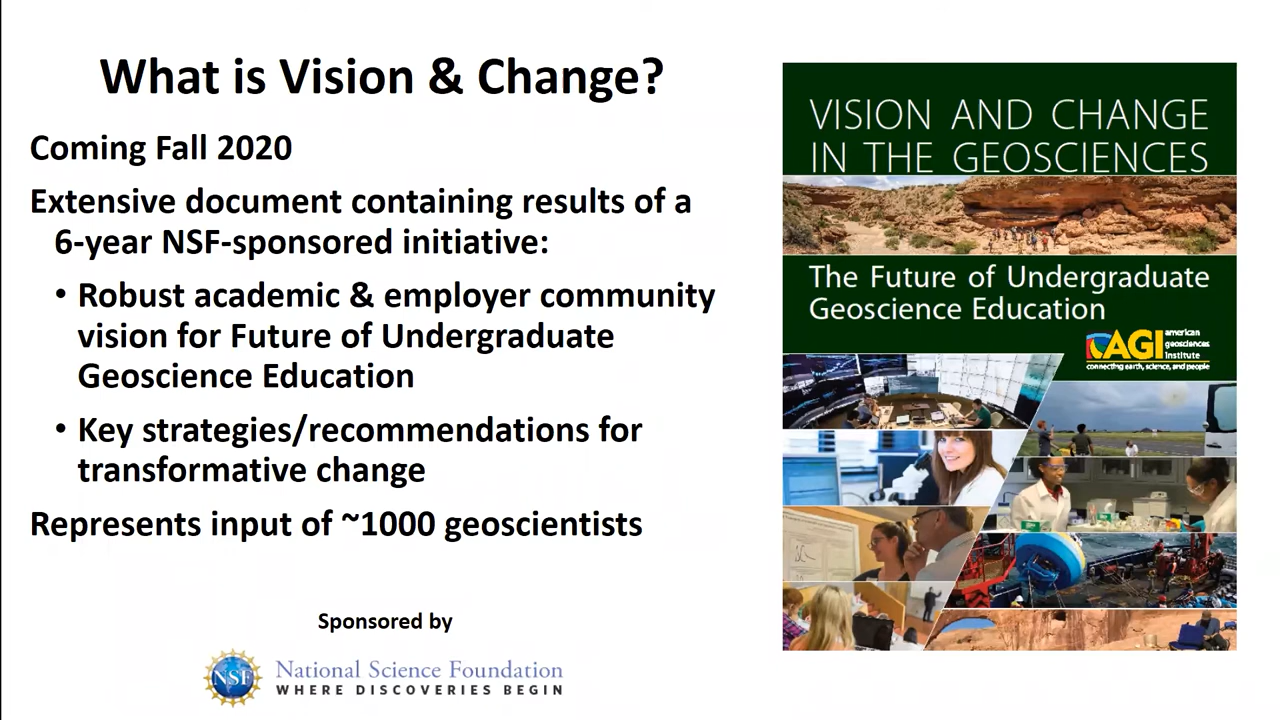 What is Vision & Change?
Coming Fall 2020
Extensive document containing results of a
6-year NSF-sponsored initiative:
• Robust academic & employer community
vision for Future of Undergraduate
Geoscience Education
• Key strategies/recommendations for
transformative change
Represents input of ~1000 geoscientists
Sponsored by
NSF
National Science Foundation
WHERE DISCOVERIES BEGIN
VISION AND CHANGE
IN THE GEOSCIENCES
The Future of Undergraduate
Geoscience Education
AGI
american
geosciences
institute
connecting earth, science, and people